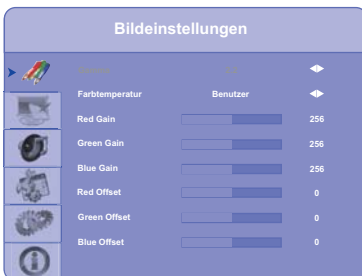 Bildeinstellungen
Farbtemperatur Benutzer
Red Gain 256
Green Gain 256
Blue Gain 256
Red Offset 0
Green Offset 0
Blue Offset 0